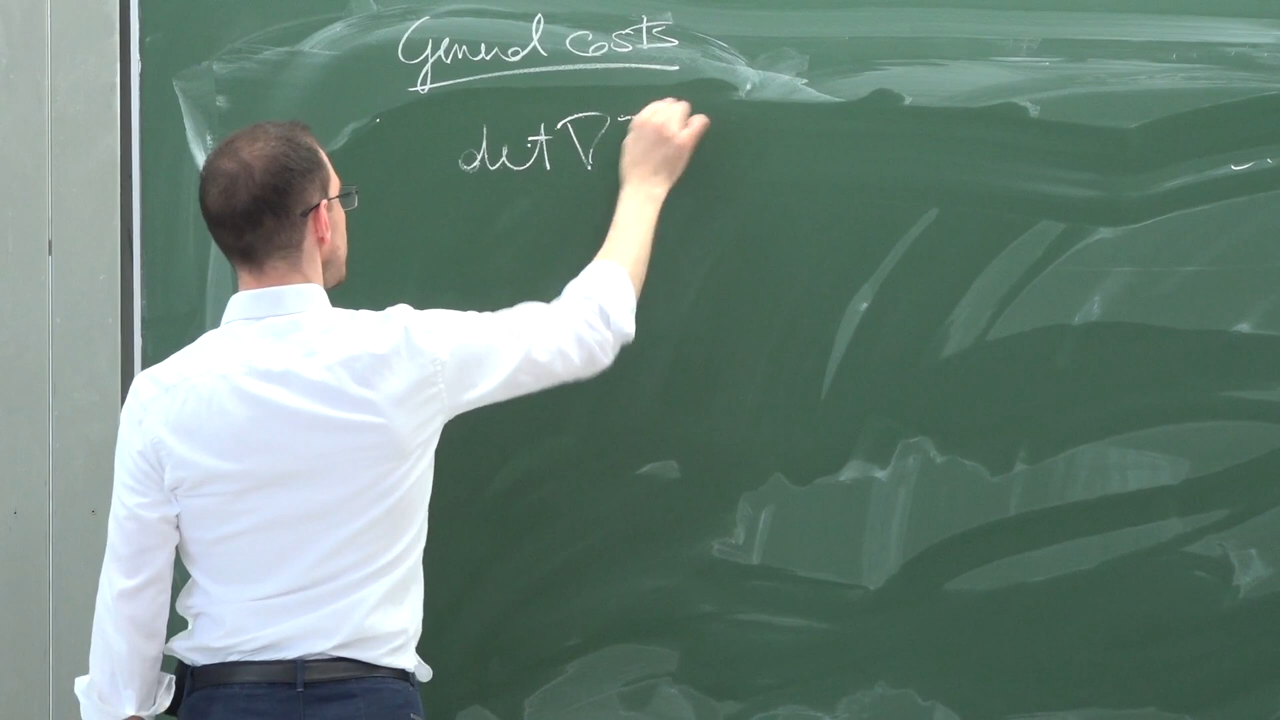 General costs
det ∇